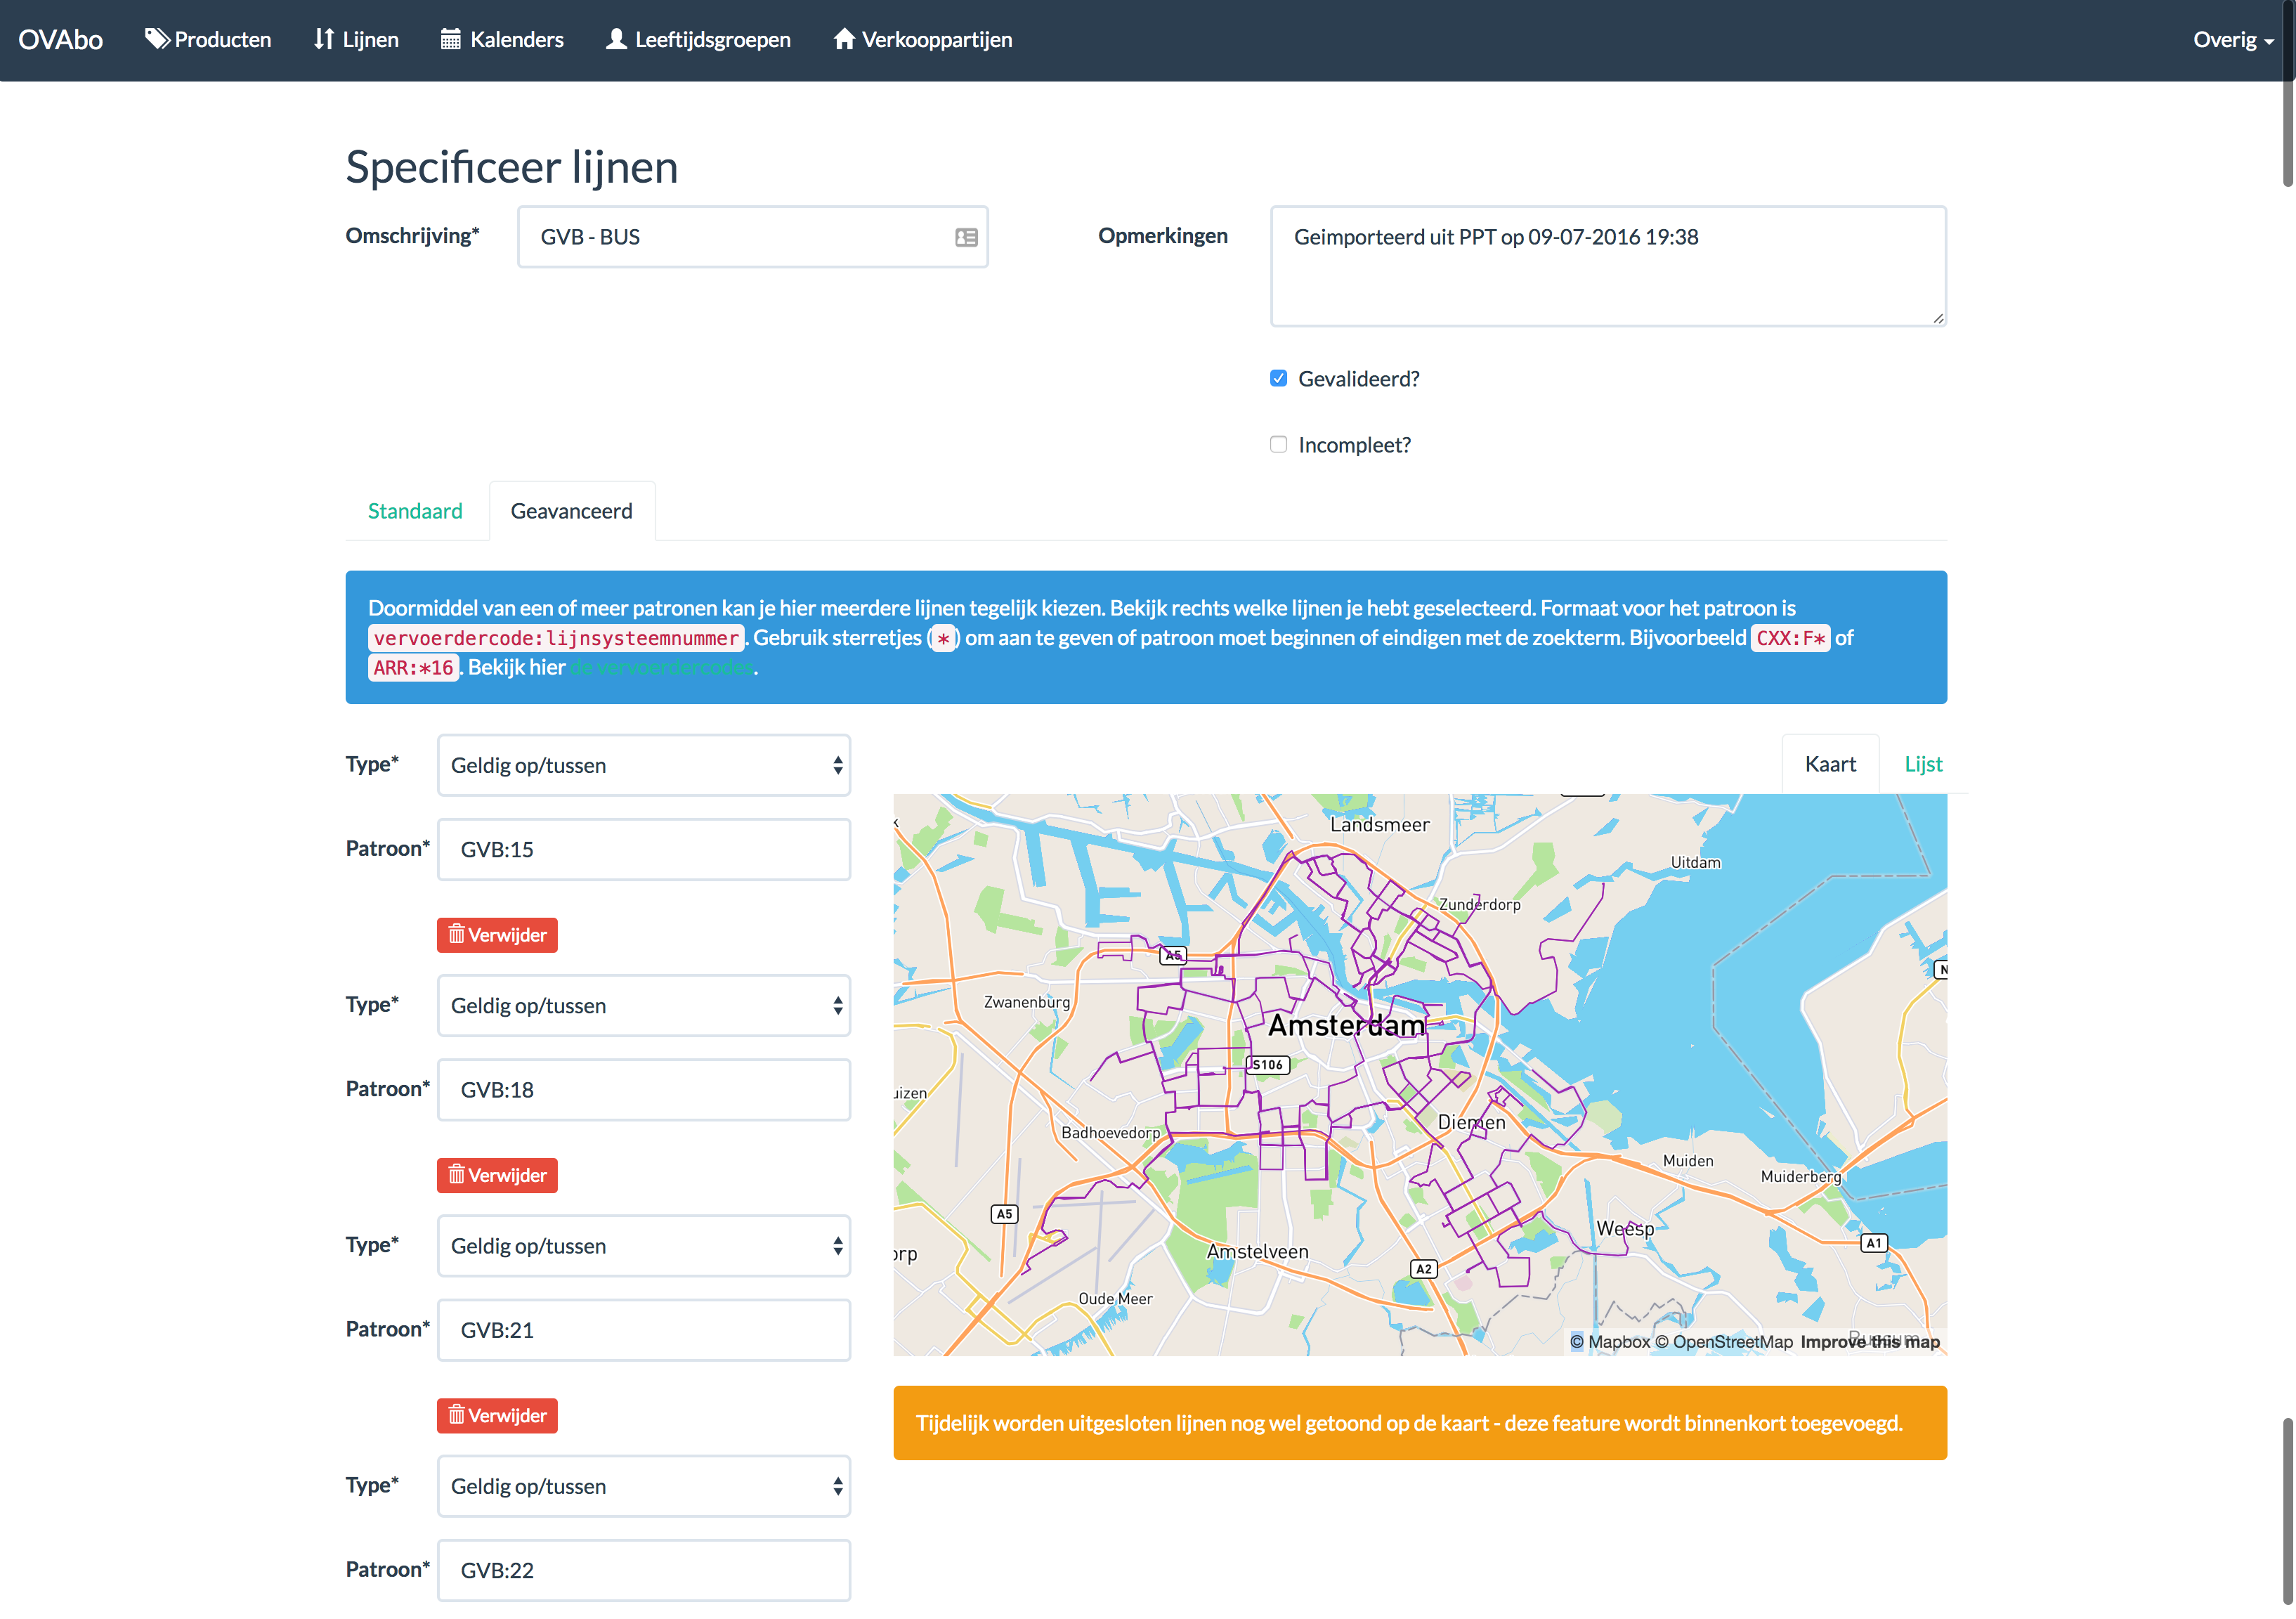 OVAbo Producten Lijnen Kalenders Leeftijdsgroepen Verkooppartijen Overig
Specificeer lijnen
Omschrijving* GVB - BUS
Opmerkingen Geimporteerd uit PPT op 09-07-2016 19:38
Gevalideerd?
Incompleet?
Standaard Geavanceerd
Doormiddel van een of meer patronen kan je hier meerdere lijnen tegelijk kiezen. Bekijk rechts welke lijnen je hebt geselecteerd. Formaat voor het patroon is
vervoerdercode:lijnsysteemnummer. Gebruik sterretjes (*) om aan te geven of patroon moet beginnen of eindigen met de zoekterm. Bijvoorbeeld CXX:F* of
ARR:*16. Bekijk hier de vervoerdercodes.
Type* Geldig op/tussen
Patroon* GVB:15
Verwijder
Type* Geldig op/tussen
Patroon* GVB:18
Verwijder
Type* Geldig op/tussen
Patroon* GVB:21
Verwijder
Type* Geldig op/tussen
Patroon* GVB:22
Kaart Lijst
Landsmeer
Uitdam
Zunderdorp
A5
N
Zwanenburg
Amsterdam
S106
uizen
Diemen
Badhoevedorp
Muiden
Muiderberg
A5
Weesp
orp
Amstelveen
A1
A2
Oude Meer
© Mapbox © OpenStreetMap Improve this map
Tijdelijk worden uitgesloten lijnen nog wel getoond op de kaart - deze feature wordt binnenkort toegevoegd.